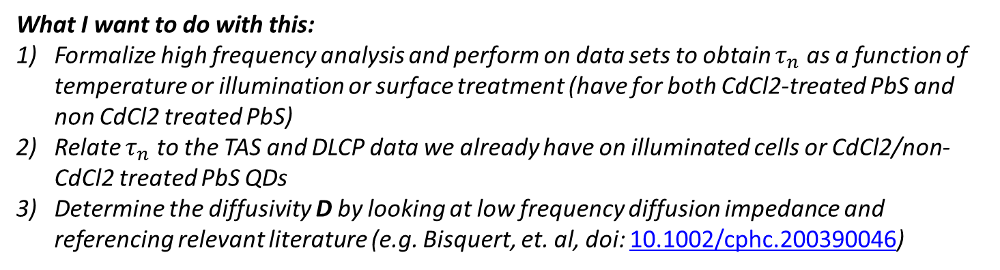 What I want to do with this:
1) Formalize high frequency analysis and perform on data sets to obtain τₙ as a function of
temperature or illumination or surface treatment (have for both CdCl2-treated PbS and
non CdCl2 treated PbS)
2) Relate τₙ to the TAS and DLCP data we already have on illuminated cells or CdCl2/non-
CdCl2 treated PbS QDs
3) Determine the diffusivity D by looking at low frequency diffusion impedance and
referencing relevant literature (e.g. Bisquert, et. al, doi: 10.1002/cphc.200390046)